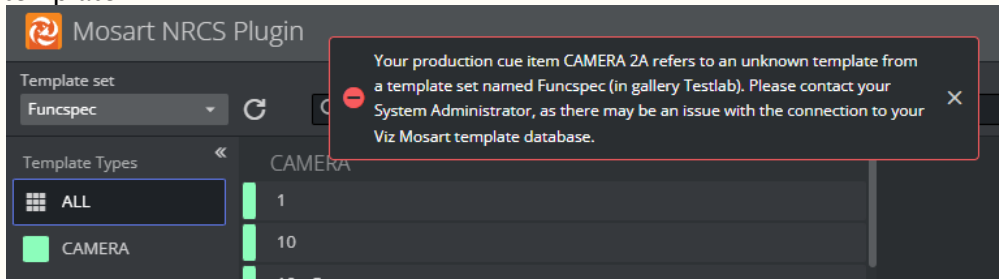 Mosart NRCS Plugin
Your production cue item CAMERA 2A refers to an unknown template from
a template set named Funcspec (in gallery Testlab). Please contact your
System Administrator, as there may be an issue with the connection to your
Viz Mosart template database.
Template set
Funcspec
Template Types
CAMERA
ALL
1
CAMERA
10